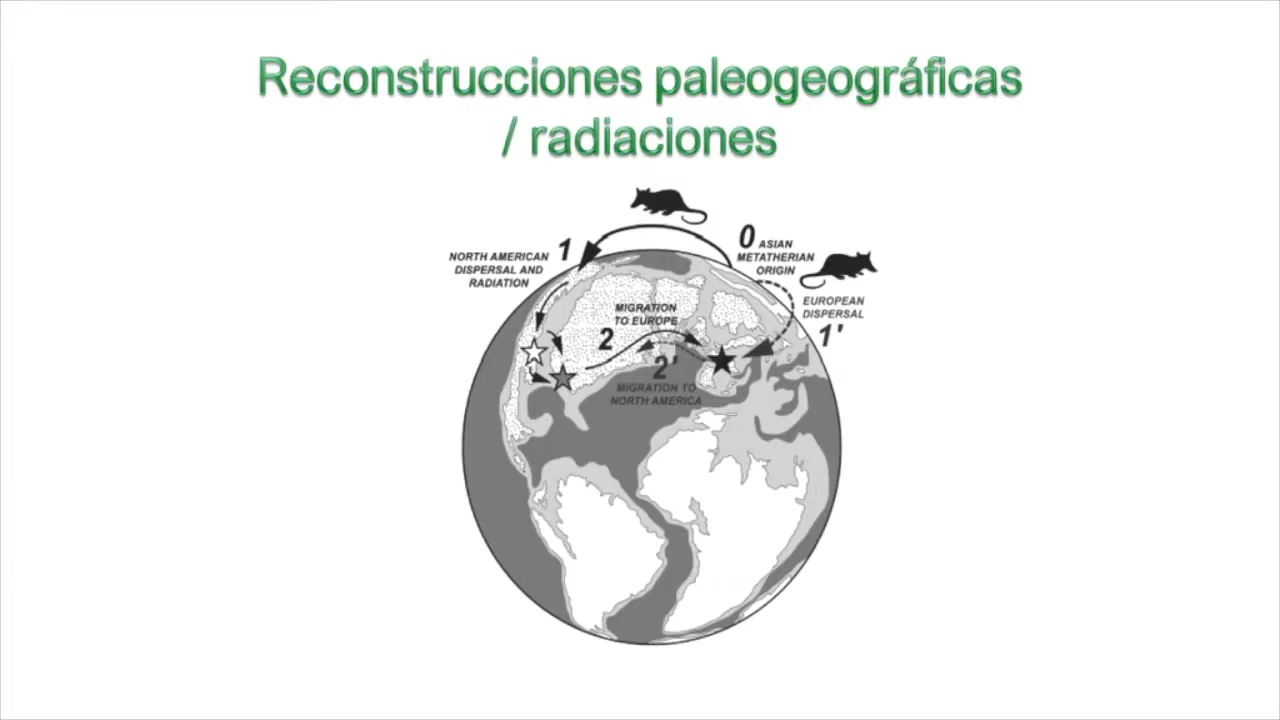 Reconstrucciones paleogeográficas
/ radiaciones
1
NORTH AMERICAN
DISPERSAL AND
RADIATION
0 ASIAN
METATHERIAN
ORIGIN
EUROPEAN
DISPERSAL
1'
MIGRATION
TO EUROPE
2
2'
MIGRATION TO
NORTH AMERICA